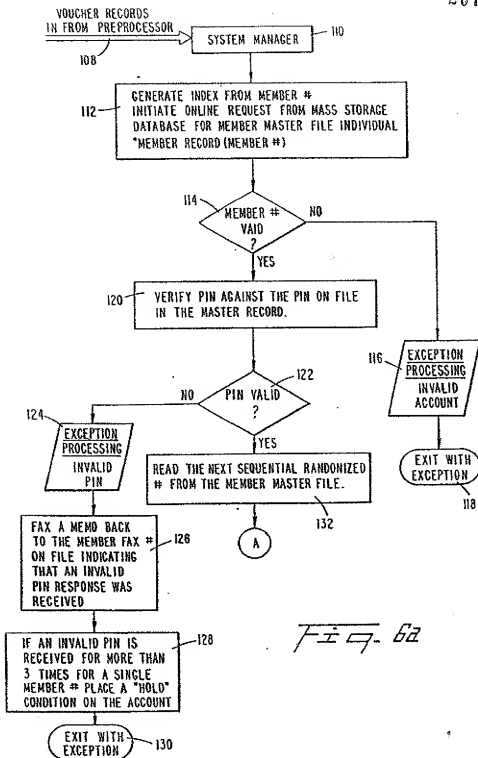 VOUCHER RECORDS
IN FROM PREPROCESSOR
108
SYSTEM MANAGER
110
112
GENERATE INDEX FROM MEMBER #
INITIATE ONLINE REQUEST FROM MASS STORAGE
DATABASE FOR MEMBER MASTER FILE INDIVIDUAL
"MEMBER RECORD (MEMBER #)
114
MEMBER #
VAID
?
NO
YES
120
VERIFY PIN AGAINST THE PIN ON FILE
IN THE MASTER RECORD.
116
EXCEPTION
PROCESSING
INVALID
ACCOUNT
EXIT WITH
EXCEPTION
118
122
PIN VALID
?
NO
YES
124
EXCEPTION
PROCESSING
INVALID
PIN
READ THE NEXT SEQUENTIAL RANDOMIZED
# FROM THE MEMBER MASTER FILE.
132
A
FAX A MEMO BACK
TO THE MEMBER FAX #
ON FILE INDICATING
THAT AN INVALID
PIN RESPONSE WAS
RECEIVED
126
IF AN INVALID PIN IS
RECEIVED FOR MORE THAN
3 TIMES FOR A SINGLE
MEMBER # PLACE A "HOLD"
CONDITION ON THE ACCOUNT
128
EXIT WITH
EXCEPTION
130
Fig. 6a